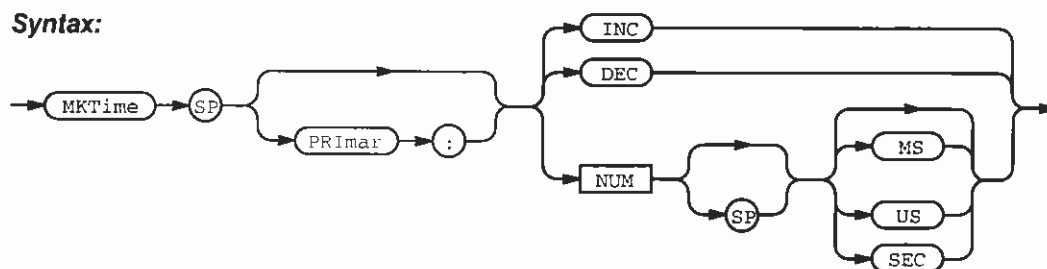 Syntax:
INC
DEC
MKTime SP
PRImar :
MS
NUM
SP
US
SEC